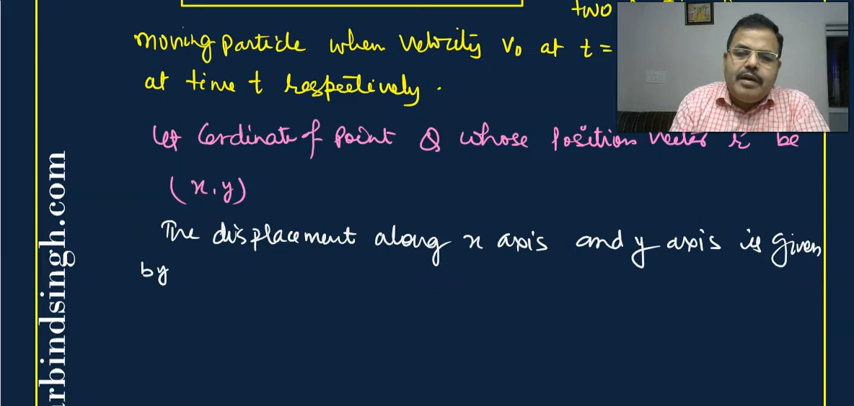 two
moving particle when velocity v₀ at t =
at time t respectively.
Let Cordinate of point Q whose position vector r be
(x, y)
The displacement along x axis and y axis is given
by
rbindsingh.com